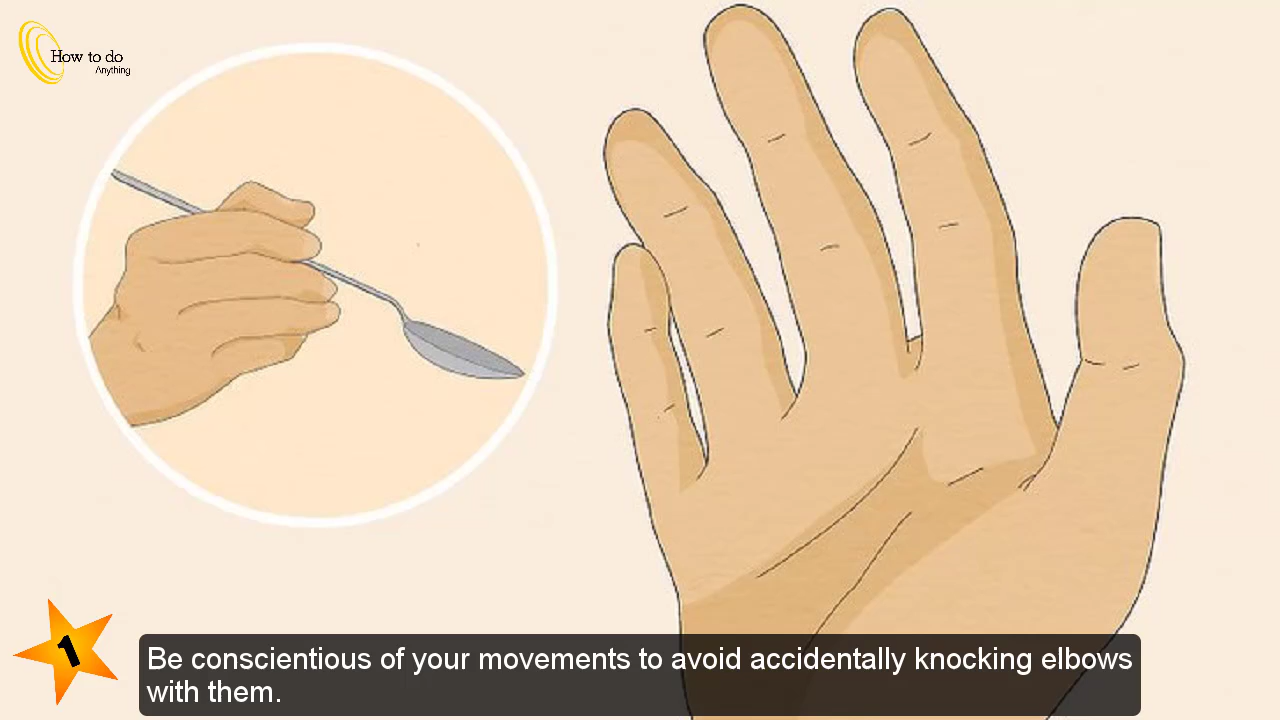 How to do
Anything
1
Be conscientious of your movements to avoid accidentally knocking elbows
with them.